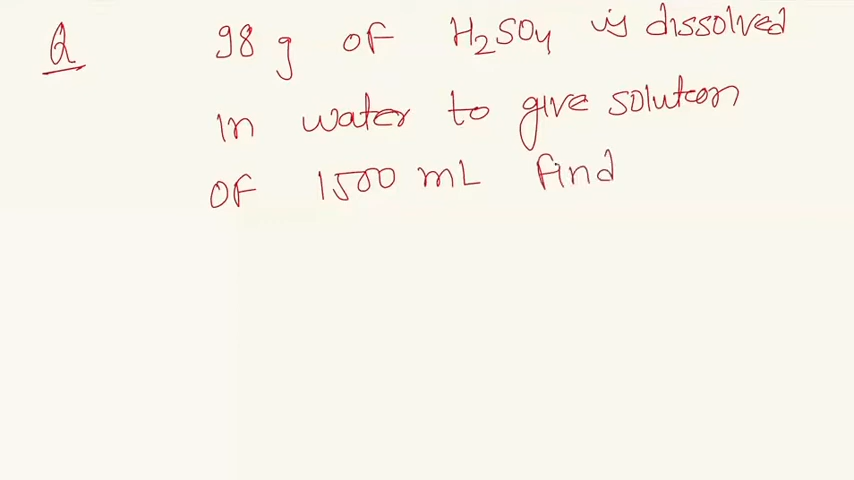 Q 98 g of H2SO4 is dissolved
in water to give solution
of 1500 mL find